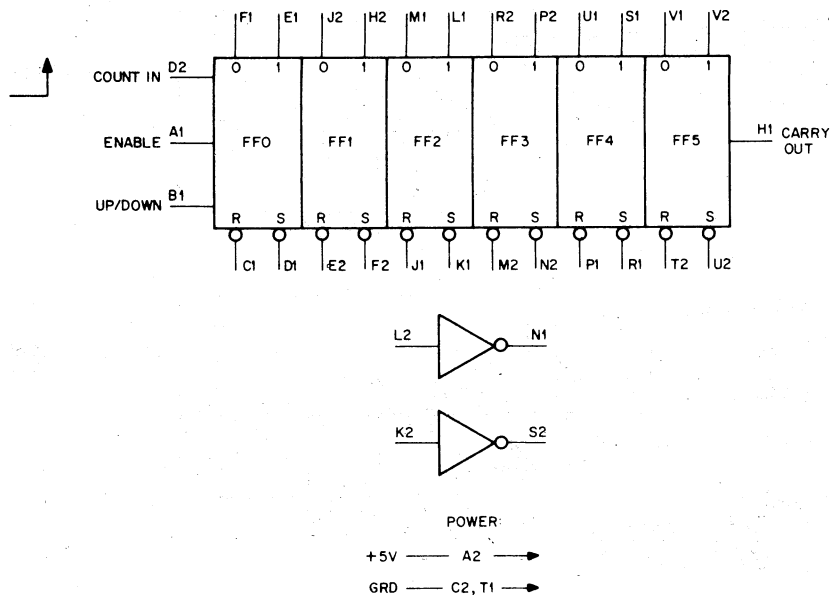 F1 E1 J2 H2 M1 L1 R2 P2 U1 S1 V1 V2
0 1 0 1 0 1 0 1 0 1 0 1
COUNT IN D2
ENABLE A1 FF0 FF1 FF2 FF3 FF4 FF5 H1 CARRY
OUT
UP/DOWN B1
R S R S R S R S R S R S
C1 D1 E2 F2 J1 K1 M2 N2 P1 R1 T2 U2
L2 N1
K2 S2
POWER:
+5V A2
GRD C2, T1